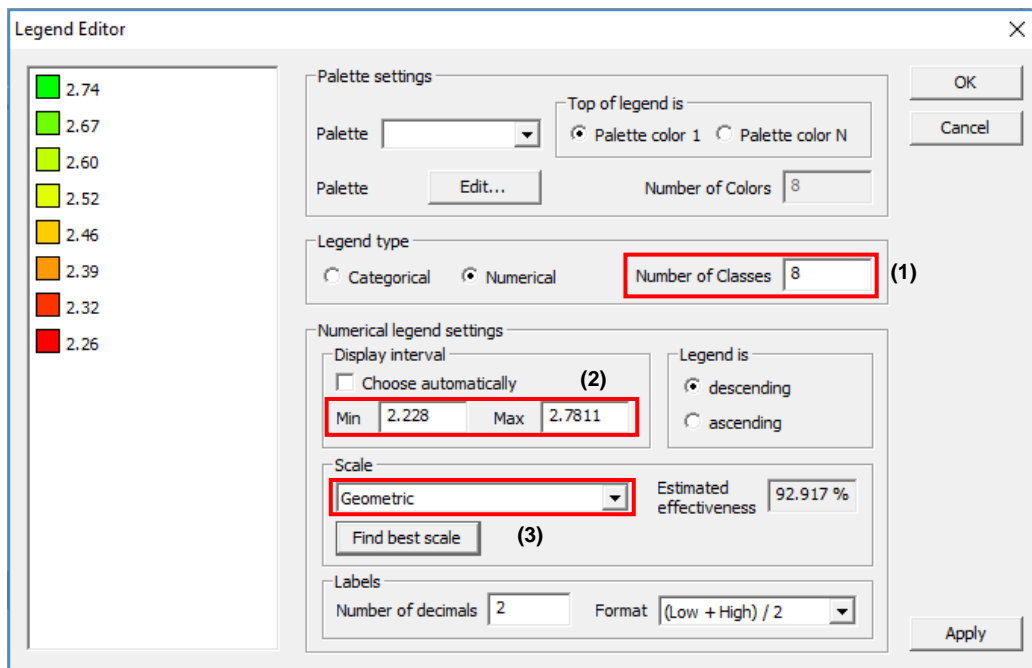 Legend Editor
2.74
2.67
2.60
2.52
2.46
2.39
2.32
2.26
Palette settings
Palette
Top of legend is
Palette color 1 Palette color N
Palette Edit... Number of Colors 8
Legend type
Categorical Numerical Number of Classes 8 (1)
Numerical legend settings
Display interval
Choose automatically (2)
Min 2.228 Max 2.7811
Legend is
descending
ascending
Scale
Geometric
Estimated
effectiveness
92.917 %
Find best scale (3)
Labels
Number of decimals 2 Format (Low + High) / 2
OK
Cancel
Apply